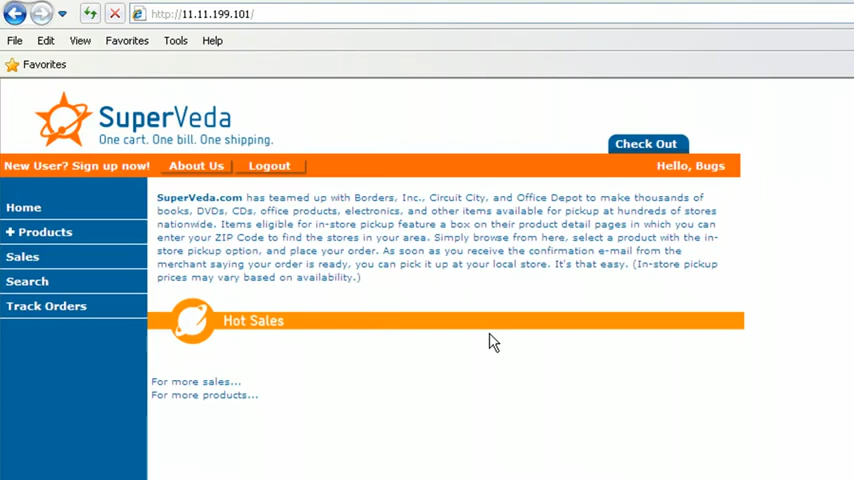 http://11.11.199.101/
File Edit View Favorites Tools Help
Favorites
SuperVeda
One cart. One bill. One shipping.
Check Out
New User? Sign up now! About Us Logout Hello, Bugs
Home
+ Products
Sales
Search
Track Orders
SuperVeda.com has teamed up with Borders, Inc., Circuit City, and Office Depot to make thousands of
books, DVDs, CDs, office products, electronics, and other items available for pickup at hundreds of stores
nationwide. Items eligible for in-store pickup feature a box on their product detail pages in which you can
enter your ZIP Code to find the stores in your area. Simply browse from here, select a product with the in-
store pickup option, and place your order. As soon as you receive the confirmation e-mail from the
merchant saying your order is ready, you can pick it up at your local store. It's that easy. (In-store pickup
prices may vary based on availability.)
Hot Sales
For more sales...
For more products...